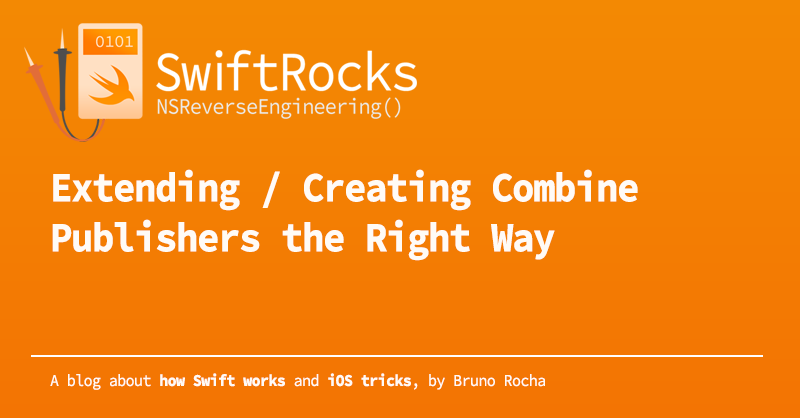 0101
SwiftRocks
NSReverseEngineering()
Extending / Creating Combine
Publishers the Right Way
A blog about how Swift works and iOS tricks, by Bruno Rocha